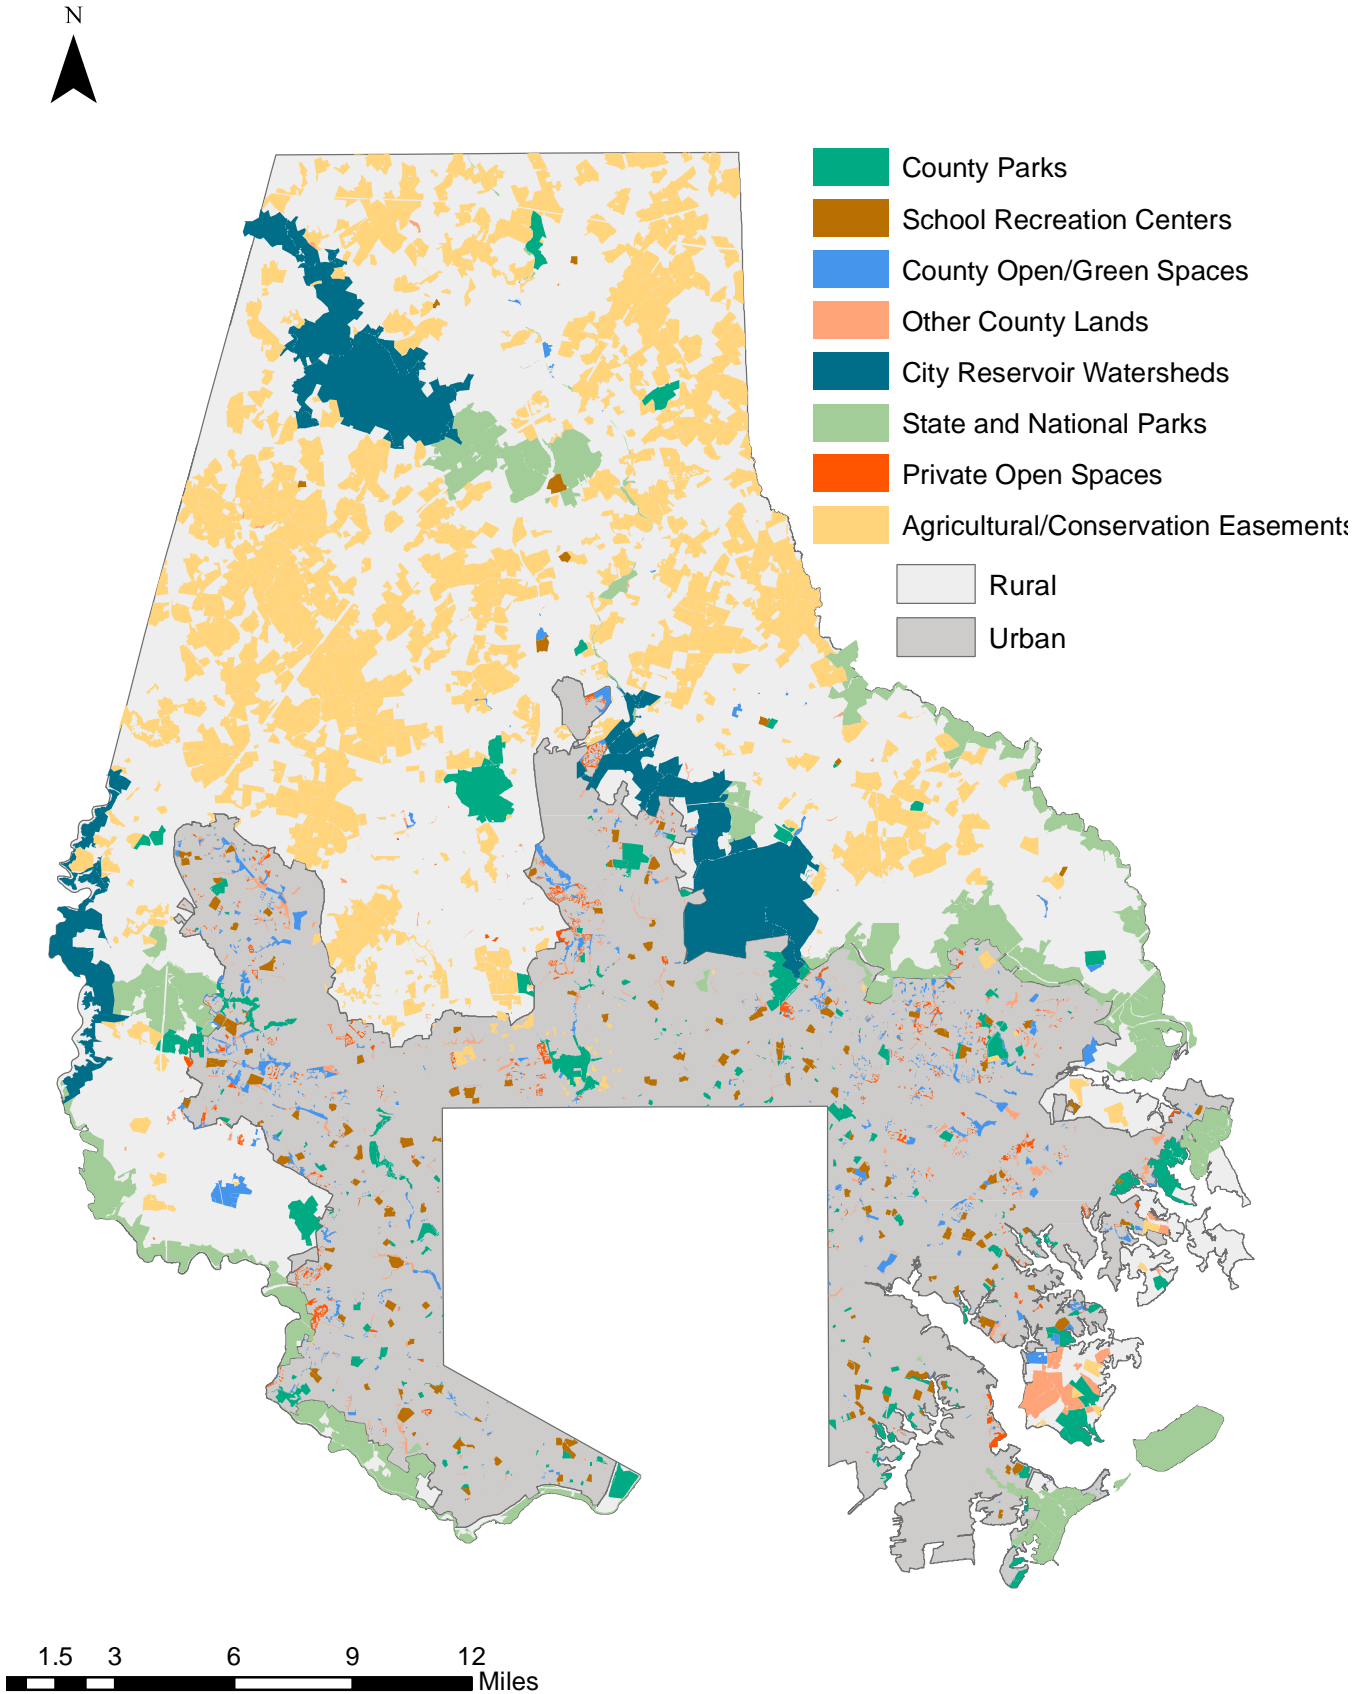 N
County Parks
School Recreation Centers
County Open/Green Spaces
Other County Lands
City Reservoir Watersheds
State and National Parks
Private Open Spaces
Agricultural/Conservation Easements
Rural
Urban
1.5 3 6 9 12
Miles